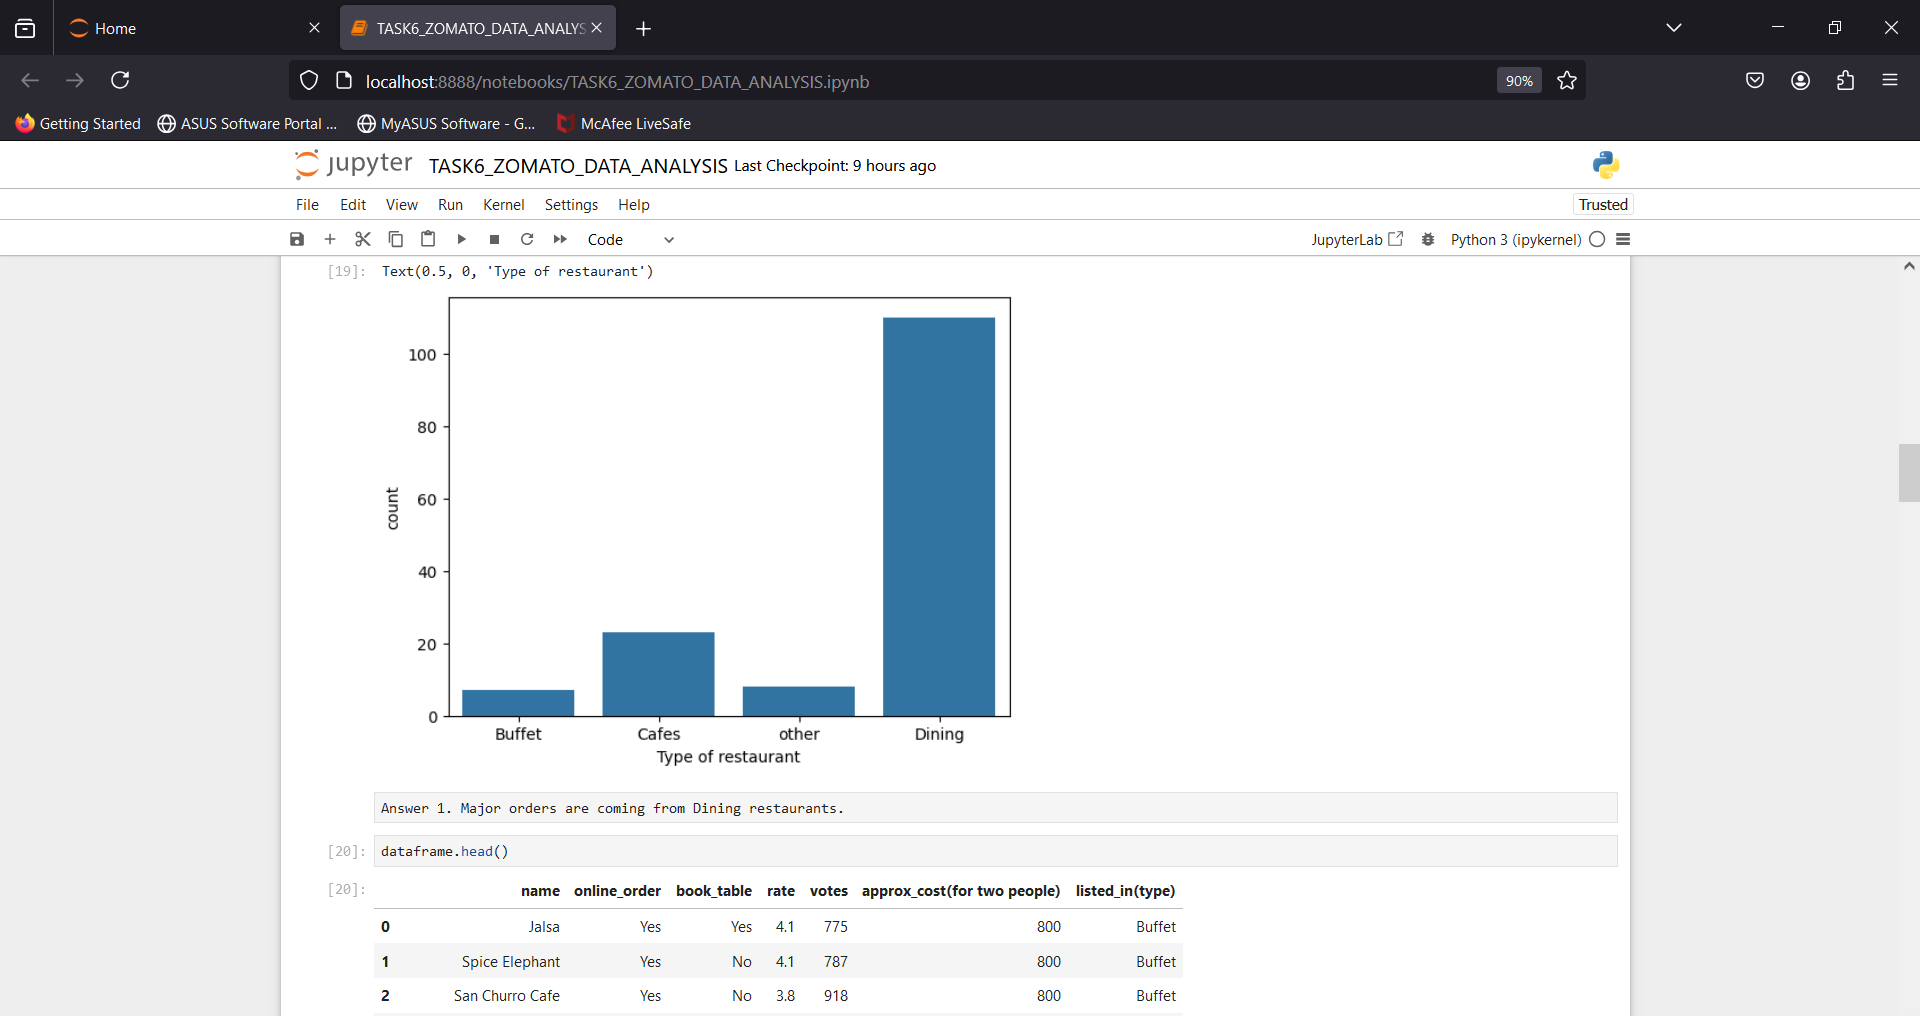 Home
TASK6_ZOMATO_DATA_ANALYS
localhost:8888/notebooks/TASK6_ZOMATO_DATA_ANALYSIS.ipynb
90%
Getting Started
ASUS Software Portal ...
MyASUS Software - G...
McAfee LiveSafe
jupyter
TASK6_ZOMATO_DATA_ANALYSIS Last Checkpoint: 9 hours ago
File Edit View Run Kernel Settings Help
Trusted
Code
JupyterLab
Python 3 (ipykernel)
[19]: Text(0.5, 0, 'Type of restaurant')
100
80
60
40
20
0
count
Buffet Cafes other Dining
Type of restaurant
Answer 1. Major orders are coming from Dining restaurants.
[20]: dataframe.head()
[20]: name online_order book_table rate votes approx_cost(for two people) listed_in(type)
0 Jalsa Yes Yes 4.1 775 800 Buffet
1 Spice Elephant Yes No 4.1 787 800 Buffet
2 San Churro Cafe Yes No 3.8 918 800 Buffet